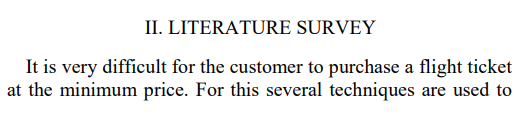 II. LITERATURE SURVEY
It is very difficult for the customer to purchase a flight ticket
at the minimum price. For this several techniques are used to